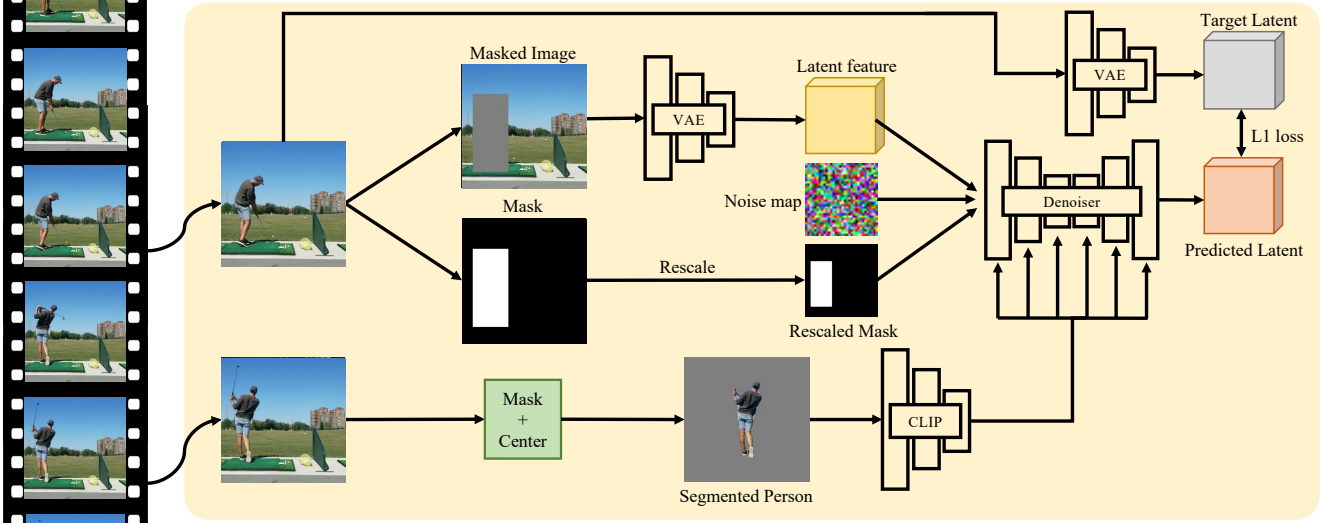 Target Latent
Masked Image
Latent feature
VAE
VAE
L1 loss
Mask
Noise map
Denoiser
Predicted Latent
Rescale
Rescaled Mask
Mask
+
Center
CLIP
Segmented Person